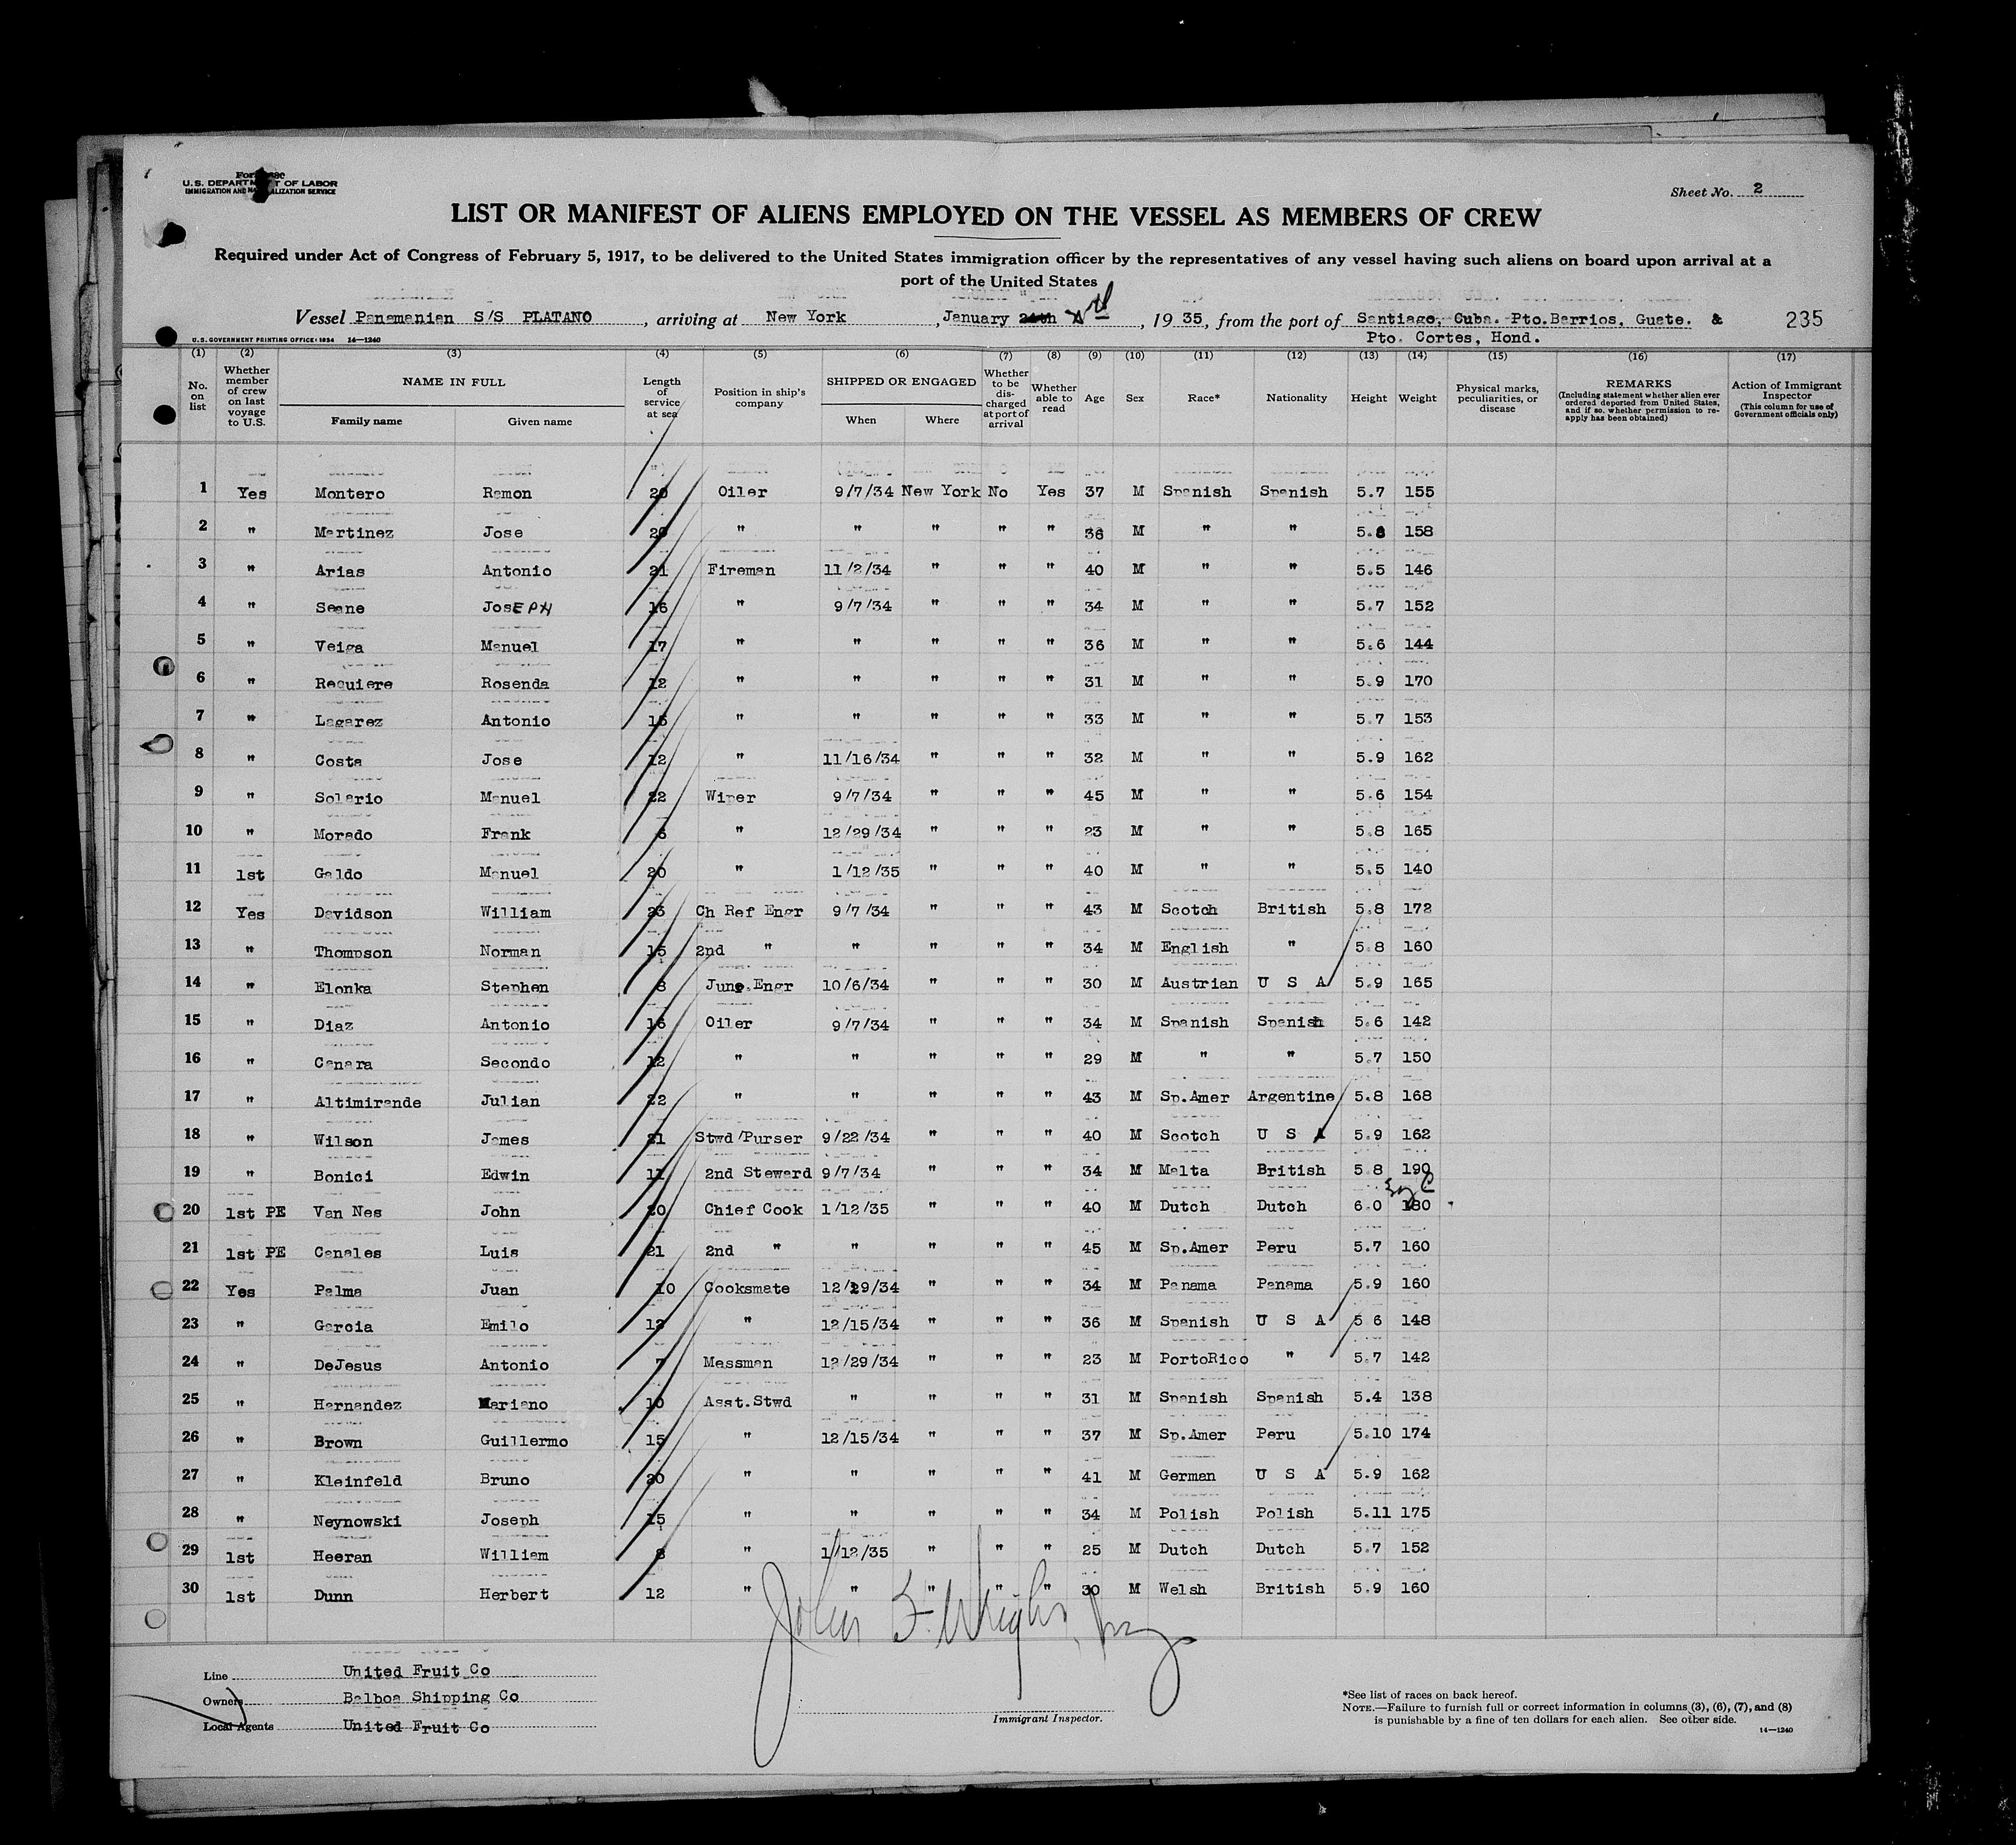 U.S. DEPARTMENT OF LABOR
IMMIGRATION AND NATURALIZATION SERVICE
Sheet No. 2
LIST OR MANIFEST OF ALIENS EMPLOYED ON THE VESSEL AS MEMBERS OF CREW
Required under Act of Congress of February 5, 1917, to be delivered to the United States immigration officer by the representatives of any vessel having such aliens on board upon arrival at a
port of the United States
Vessel Panamanian S/S PLATANO, arriving at New York, January 24th, 1935, from the port of Santiago, Cuba. Pto.Barrios, Guate. & 235
Pto. Cortes, Hond.
U.S. GOVERNMENT PRINTING OFFICE: 1934 14—1240
(1) (2) (3) (4) (5) (6) (7) (8) (9) (10) (11) (12) (13) (14) (15) (16) (17)
No. on list
Whether member of crew on last voyage to U.S.
NAME IN FULL
Family name Given name
Length of service at sea
Position in ship's company
SHIPPED OR ENGAGED
When Where
Whether to be discharged at port of arrival
Whether able to read
Age Sex Race* Nationality Height Weight
Physical marks, peculiarities, or disease
REMARKS
(Including statement whether alien ever ordered deported from United States, and if so, whether permission to re-apply has been obtained)
Action of Immigrant Inspector
(This column for use of Government officials only)
1 Yes Montero Ramon 20 Oiler 9/7/34 New York No Yes 37 M Spanish Spanish 5.7 155
2 " Martinez Jose 20 " " " " " 36 M " " 5.8 158
3 " Arias Antonio 21 Fireman 11/2/34 " " " 40 M " " 5.5 146
4 " Seane JosEPH 16 " 9/7/34 " " " 34 M " " 5.7 152
5 " Veiga Manuel 17 " " " " " 36 M " " 5.6 144
6 " Requiere Rosenda 12 " " " " " 31 M " " 5.9 170
7 " Lagarez Antonio 16 " " " " " 33 M " " 5.7 153
8 " Costa Jose 12 " 11/16/34 " " " 32 M " " 5.9 162
9 " Solario Manuel 22 Wiper 9/7/34 " " " 45 M " " 5.6 154
10 " Morado Frank 6 " 12/29/34 " " " 23 M " " 5.8 165
11 1st Galdo Manuel 20 " 1/12/35 " " " 40 M " " 5.5 140
12 Yes Davidson William 23 Ch Ref Engr 9/7/34 " " " 43 M Scotch British 5.8 172
13 " Thompson Norman 15 2nd " " " " " 34 M English " 5.8 160
14 " Elonka Stephen 8 Junr.Engr 10/6/34 " " " 30 M Austrian U S A 5.9 165
15 " Diaz Antonio 16 Oiler 9/7/34 " " " 34 M Spanish Spanish 5.6 142
16 " Canara Secondo 12 " " " " " 29 M " " 5.7 150
17 " Altimirande Julian 22 " " " " " 43 M Sp.Amer Argentine 5.8 168
18 " Wilson James 21 Stwd/Purser 9/22/34 " " " 40 M Scotch U S A 5.9 162
19 " Bonici Edwin 11 2nd Steward 9/7/34 " " " 34 M Malta British 5 8 190
20 1st PE Van Nes John 20 Chief Cook 1/12/35 " " " 40 M Dutch Dutch 6.0 180
21 1st PE Canales Luis 21 2nd " " " " " 45 M Sp.Amer Peru 5.7 160
22 Yes Palma Juan 10 Cooksmate 12/29/34 " " " 34 M Panama Panama 5.9 160
23 " Garcia Emilo 12 " 12/15/34 " " " 36 M Spanish U S A 5 6 148
24 " DeJesus Antonio 7 Messman 12/29/34 " " " 23 M PortoRico " 5.7 142
25 " Hernandez Mariano 10 Asst.Stwd " " " " 31 M Spanish Spanish 5.4 138
26 " Brown Guillermo 15 " 12/15/34 " " " 37 M Sp.Amer Peru 5.10 174
27 " Kleinfeld Bruno 20 " " " " " 41 M German U S A 5.9 162
28 " Neynowski Joseph 15 " " " " " 34 M Polish Polish 5.11 175
29 1st Heeran William 8 " 1/12/35 " " " 25 M Dutch Dutch 5.7 152
30 1st Dunn Herbert 12 " " " " " 30 M Welsh British 5.9 160
Line United Fruit Co
Owners Balboa Shipping Co
Local Agents United Fruit Co
Immigrant Inspector.
*See list of races on back hereof.
NOTE.—Failure to furnish full or correct information in columns (3), (6), (7), and (8)
is punishable by a fine of ten dollars for each alien. See other side.
14—1240